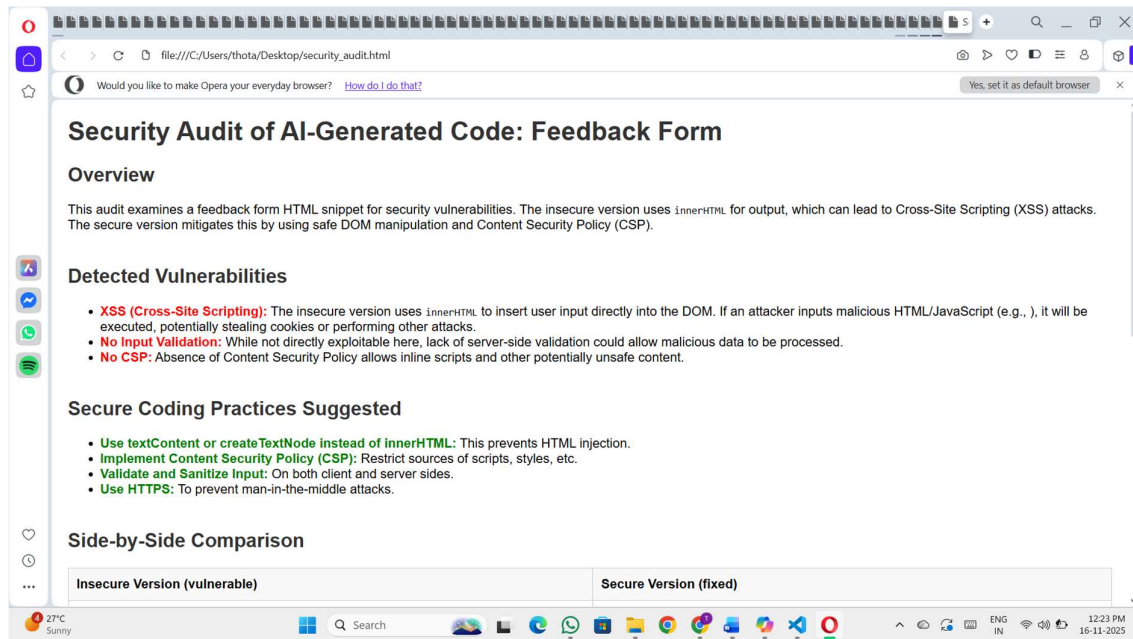 S
file:///C:/Users/thota/Desktop/security_audit.html
Would you like to make Opera your everyday browser? How do I do that? Yes, set it as default browser
Security Audit of AI-Generated Code: Feedback Form
Overview
This audit examines a feedback form HTML snippet for security vulnerabilities. The insecure version uses innerHTML for output, which can lead to Cross-Site Scripting (XSS) attacks.
The secure version mitigates this by using safe DOM manipulation and Content Security Policy (CSP).
Detected Vulnerabilities
• XSS (Cross-Site Scripting): The insecure version uses innerHTML to insert user input directly into the DOM. If an attacker inputs malicious HTML/JavaScript (e.g., ), it will be
executed, potentially stealing cookies or performing other attacks.
• No Input Validation: While not directly exploitable here, lack of server-side validation could allow malicious data to be processed.
• No CSP: Absence of Content Security Policy allows inline scripts and other potentially unsafe content.
Secure Coding Practices Suggested
• Use textContent or createTextNode instead of innerHTML: This prevents HTML injection.
• Implement Content Security Policy (CSP): Restrict sources of scripts, styles, etc.
• Validate and Sanitize Input: On both client and server sides.
• Use HTTPS: To prevent man-in-the-middle attacks.
Side-by-Side Comparison
Insecure Version (vulnerable) Secure Version (fixed)
4
27°C
Sunny
Search
T
ENG
IN
12:23 PM
16-11-2025